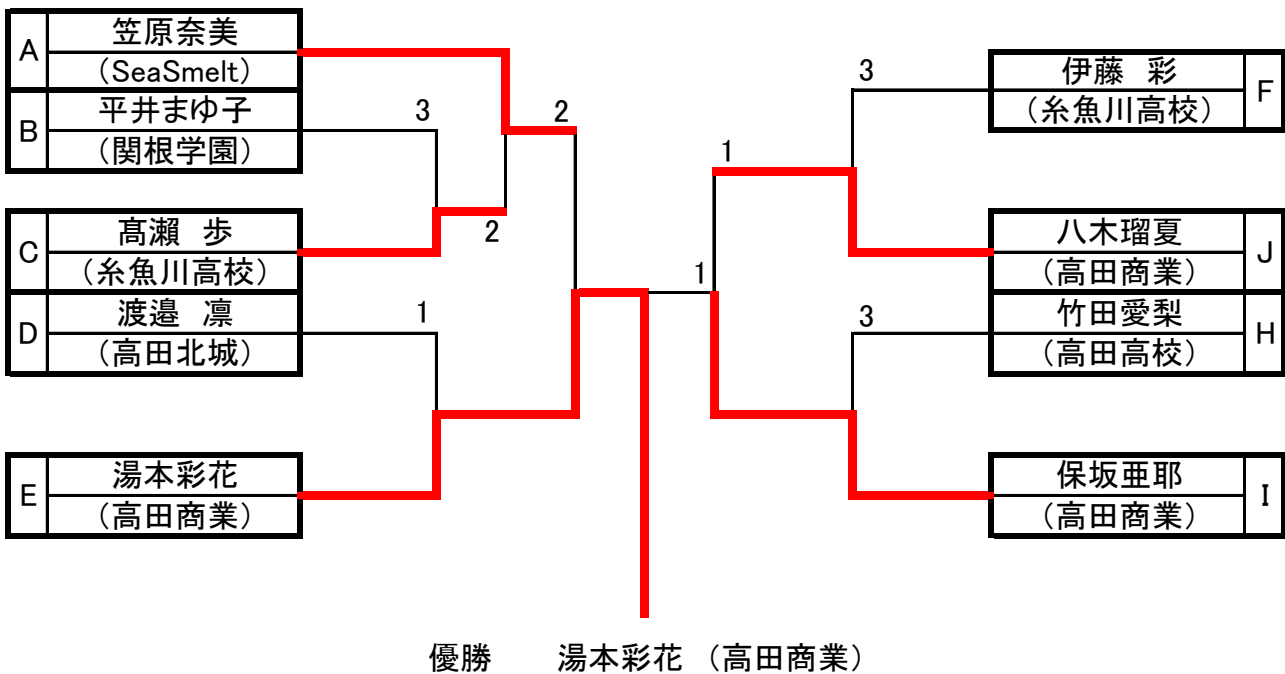 A
笠原奈美
(SeaSmelt)
B
平井まゆ子
(関根学園)
C
髙瀨 歩
(糸魚川高校)
D
渡邉 凛
(高田北城)
E
湯本彩花
(高田商業)
3
2
2
1
1
1
3
3
伊藤 彩
(糸魚川高校)
F
八木瑠夏
(高田商業)
J
竹田愛梨
(高田高校)
H
保坂亜耶
(高田商業)
I
優勝 湯本彩花 (高田商業)